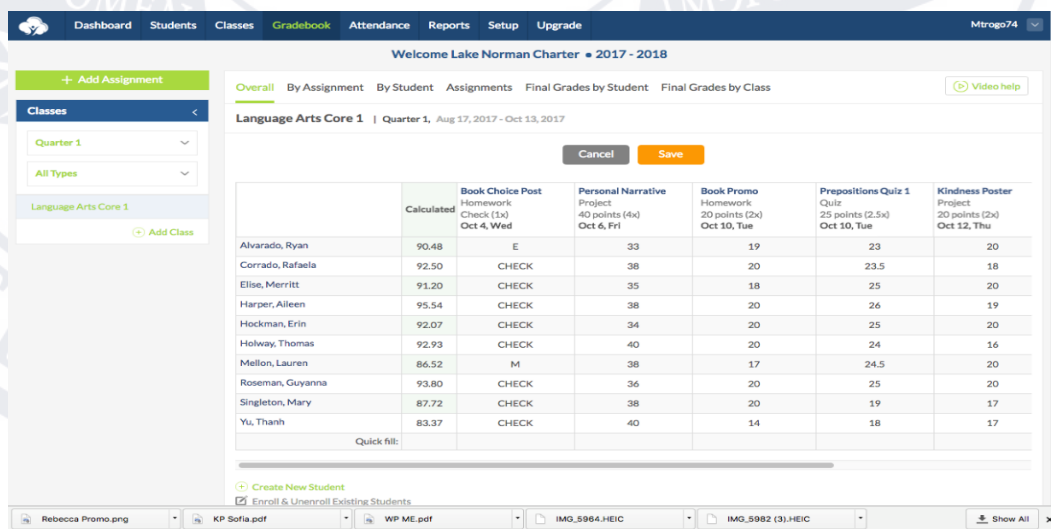 Dashboard Students Classes Gradebook Attendance Reports Setup Upgrade Mtrogo74
Welcome Lake Norman Charter • 2017 - 2018
+ Add Assignment
Classes <
Quarter 1
All Types
Language Arts Core 1
+ Add Class
Overall By Assignment By Student Assignments Final Grades by Student Final Grades by Class Video help
Language Arts Core 1 | Quarter 1, Aug 17, 2017 - Oct 13, 2017
Cancel Save
Book Choice Post Personal Narrative Book Promo Prepositions Quiz 1 Kindness Poster
Calculated Homework Project Homework Quiz Project
Check (1x) 40 points (4x) 20 points (2x) 25 points (2.5x) 20 points (2x)
Oct 4, Wed Oct 6, Fri Oct 10, Tue Oct 10, Tue Oct 12, Thu
Alvarado, Ryan 90.48 E 33 19 23 20
Corrado, Rafaela 92.50 CHECK 38 20 23.5 18
Elise, Merritt 91.20 CHECK 35 18 25 20
Harper, Aileen 95.54 CHECK 38 20 26 19
Hockman, Erin 92.07 CHECK 34 20 25 20
Holway, Thomas 92.93 CHECK 40 20 24 16
Mellon, Lauren 86.52 M 38 17 24.5 20
Roseman, Guyanna 93.80 CHECK 36 20 25 20
Singleton, Mary 87.72 CHECK 38 20 19 17
Yu, Thanh 83.37 CHECK 40 14 18 17
Quick fill:
+ Create New Student
Enroll & Unenroll Existing Students
Rebecca Promo.png KP Sofia.pdf WP ME.pdf IMG_5964.HEIC IMG_5982 (3).HEIC Show All